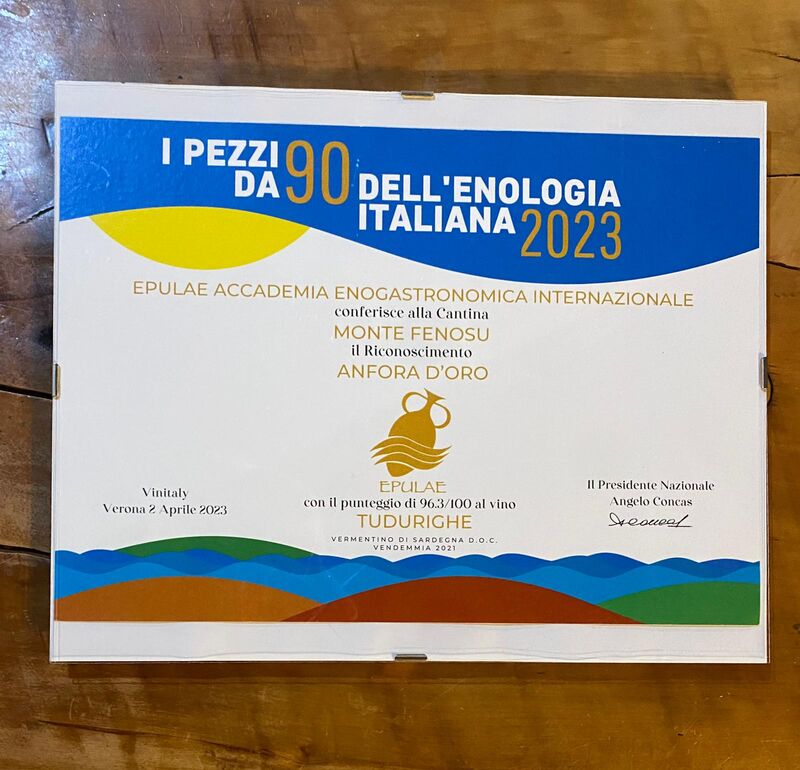 I PEZZI
DA 90 DELL'ENOLOGIA
ITALIANA 2023
EPULAE ACCADEMIA ENOGASTRONOMICA INTERNAZIONALE
conferisce alla Cantina
MONTE FENOSU
il Riconoscimento
ANFORA D'ORO
EPULAE
con il punteggio di 96.3/100 al vino
TUDURIGHE
VERMENTINO DI SARDEGNA D.O.C.
VENDEMMIA 2021
Vinitaly
Verona 2 Aprile 2023
Il Presidente Nazionale
Angelo Concas